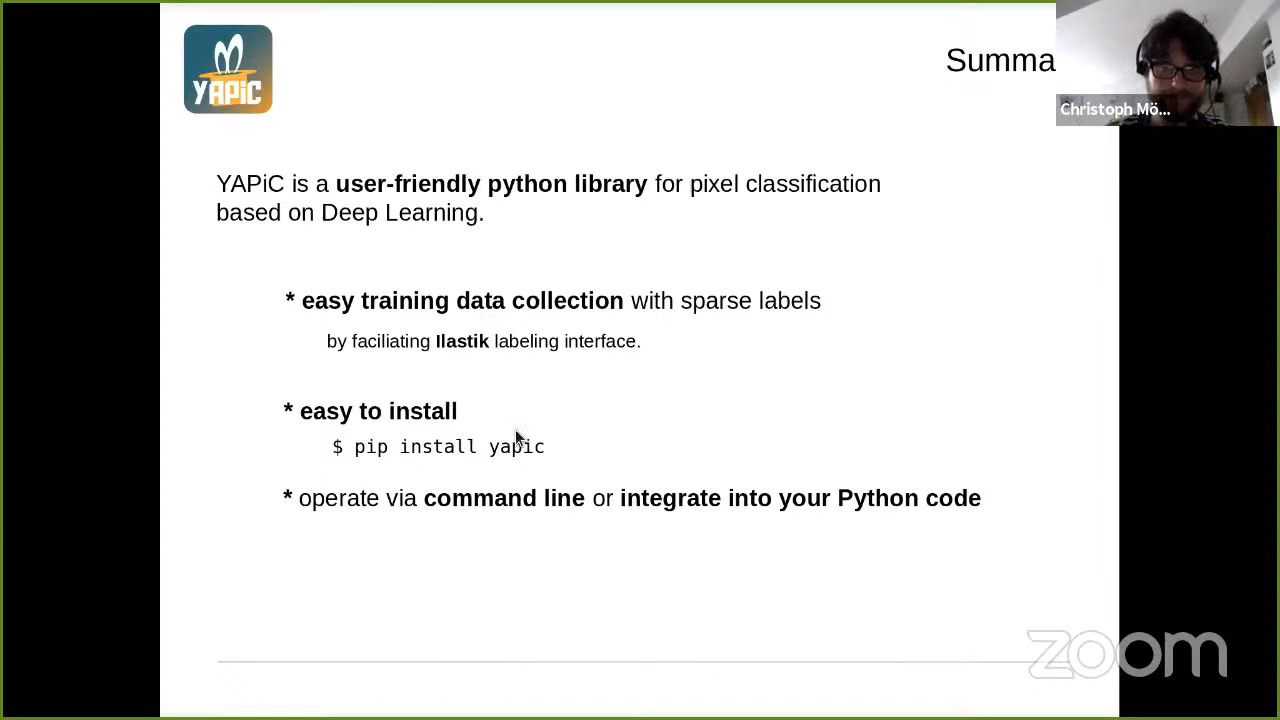 YAPiC
Summa
Christoph Mö...
YAPiC is a user-friendly python library for pixel classification
based on Deep Learning.
* easy training data collection with sparse labels
by faciliating Ilastik labeling interface.
* easy to install
$ pip install yapic
* operate via command line or integrate into your Python code
zoom